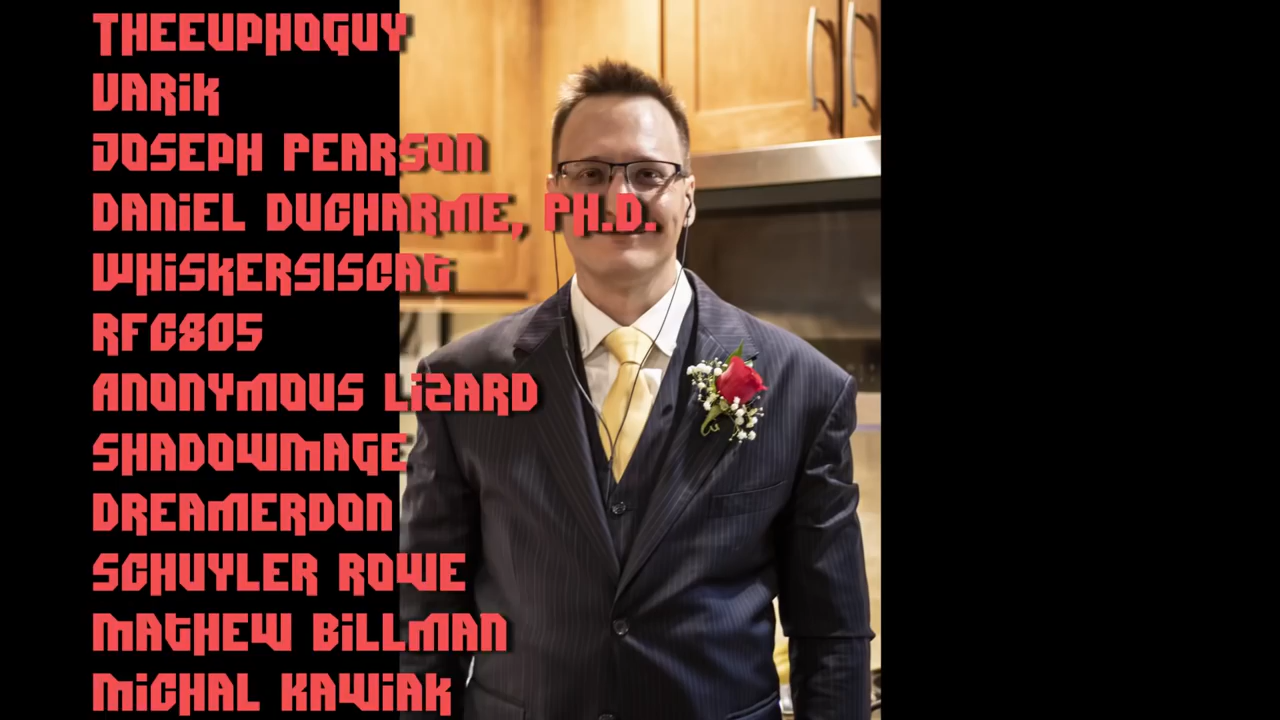 THEEUPHOGUY
VARIK
JOSEPH PEARSON
DANIEL DUCHARME, PH.D.
WHISKERSISCAT
RFC805
ANONYMOUS LIZARD
SHADOWMAGE
DREAMERDON
SCHUYLER ROWE
MATHEW BILLMAN
MICHAL KAWIAK